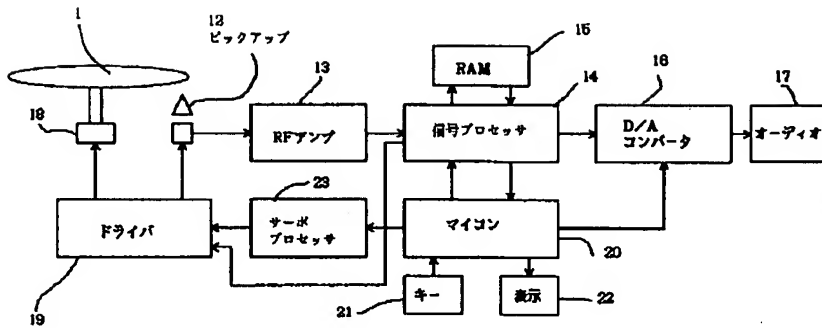 1
12
ピックアップ
13
15
RAM
14
16
17
18
RFアンプ
信号プロセッサ
D/A
コンバータ
オーディオ
23
ドライバ
サーボ
プロセッサ
マイコン
20
19
21
キー
表示
22